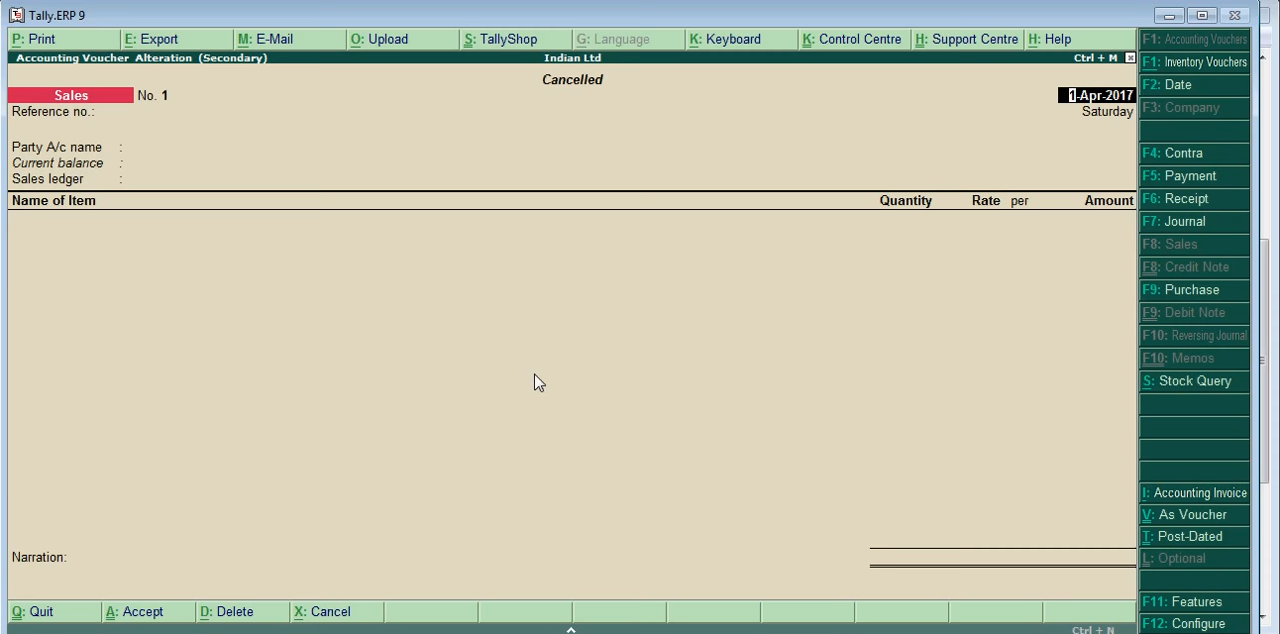 Tally.ERP 9
P: Print E: Export M: E-Mail O: Upload S: TallyShop G: Language K: Keyboard K: Control Centre H: Support Centre H: Help
Accounting Voucher Alteration (Secondary) Indian Ltd Ctrl + M
Cancelled
Sales No. 1 1-Apr-2017
Reference no.: Saturday
Party A/c name :
Current balance :
Sales ledger :
Name of Item Quantity Rate per Amount
Narration:
Q: Quit A: Accept D: Delete X: Cancel
Ctrl + N
F1: Accounting Vouchers
F1: Inventory Vouchers
F2: Date
F3: Company
F4: Contra
F5: Payment
F6: Receipt
F7: Journal
F8: Sales
F8: Credit Note
F9: Purchase
F9: Debit Note
F10: Reversing Journal
F10: Memos
S: Stock Query
I: Accounting Invoice
V: As Voucher
T: Post-Dated
L: Optional
F11: Features
F12: Configure